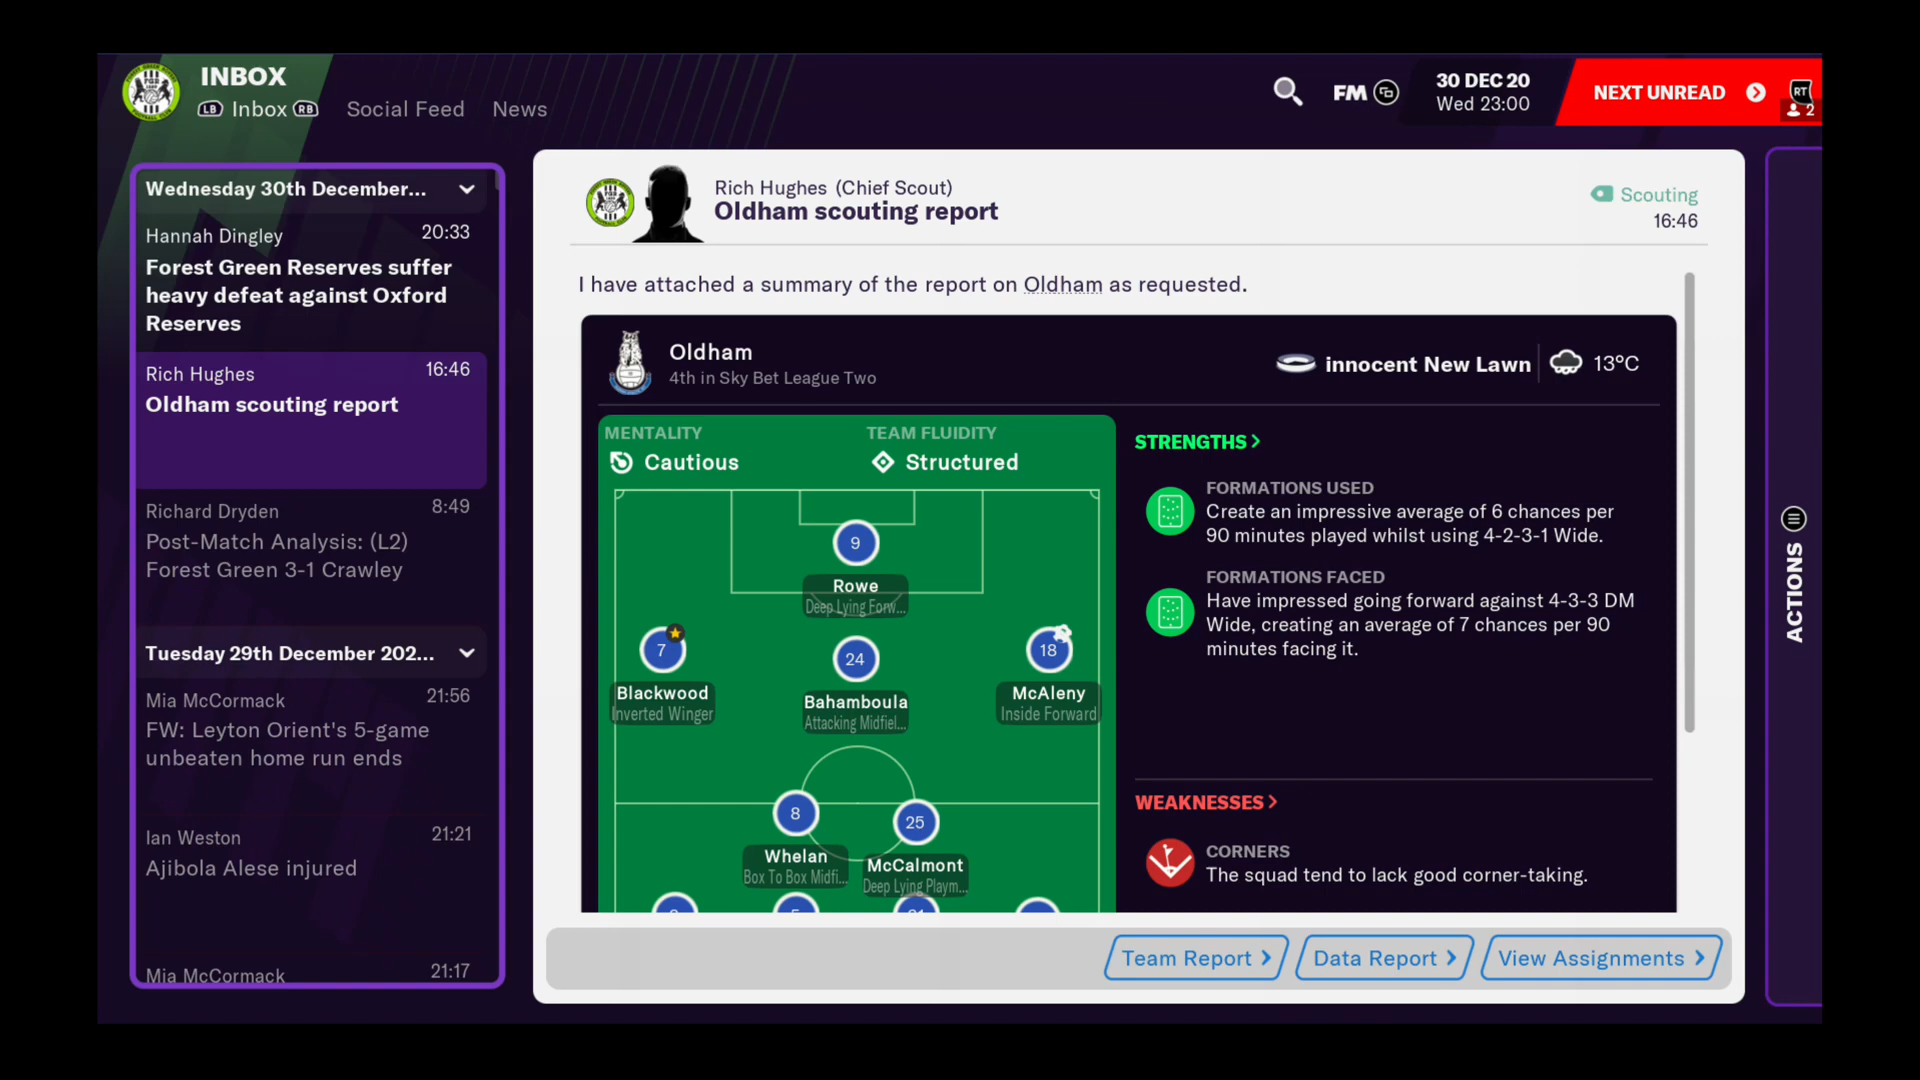 INBOX
LB Inbox RB Social Feed News
FM
30 DEC 20
Wed 23:00
NEXT UNREAD
RT
2
Wednesday 30th December...
Hannah Dingley 20:33
Forest Green Reserves suffer
heavy defeat against Oxford
Reserves
Rich Hughes 16:46
Oldham scouting report
Richard Dryden 8:49
Post-Match Analysis: (L2)
Forest Green 3-1 Crawley
Tuesday 29th December 202...
Mia McCormack 21:56
FW: Leyton Orient's 5-game
unbeaten home run ends
Ian Weston 21:21
Ajibola Alese injured
Mia McCormack 21:17
Rich Hughes (Chief Scout)
Oldham scouting report
Scouting
16:46
I have attached a summary of the report on Oldham as requested.
Oldham
4th in Sky Bet League Two
innocent New Lawn 13°C
MENTALITY
Cautious
TEAM FLUIDITY
Structured
9
Rowe
Deep Lying Forw...
7
Blackwood
Inverted Winger
24
Bahamboula
Attacking Midfiel...
18
McAleny
Inside Forward
8
Whelan
Box To Box Midfi...
25
McCalmont
Deep Lying Playm...
STRENGTHS
FORMATIONS USED
Create an impressive average of 6 chances per
90 minutes played whilst using 4-2-3-1 Wide.
FORMATIONS FACED
Have impressed going forward against 4-3-3 DM
Wide, creating an average of 7 chances per 90
minutes facing it.
WEAKNESSES
CORNERS
The squad tend to lack good corner-taking.
Team Report
Data Report
View Assignments
ACTIONS